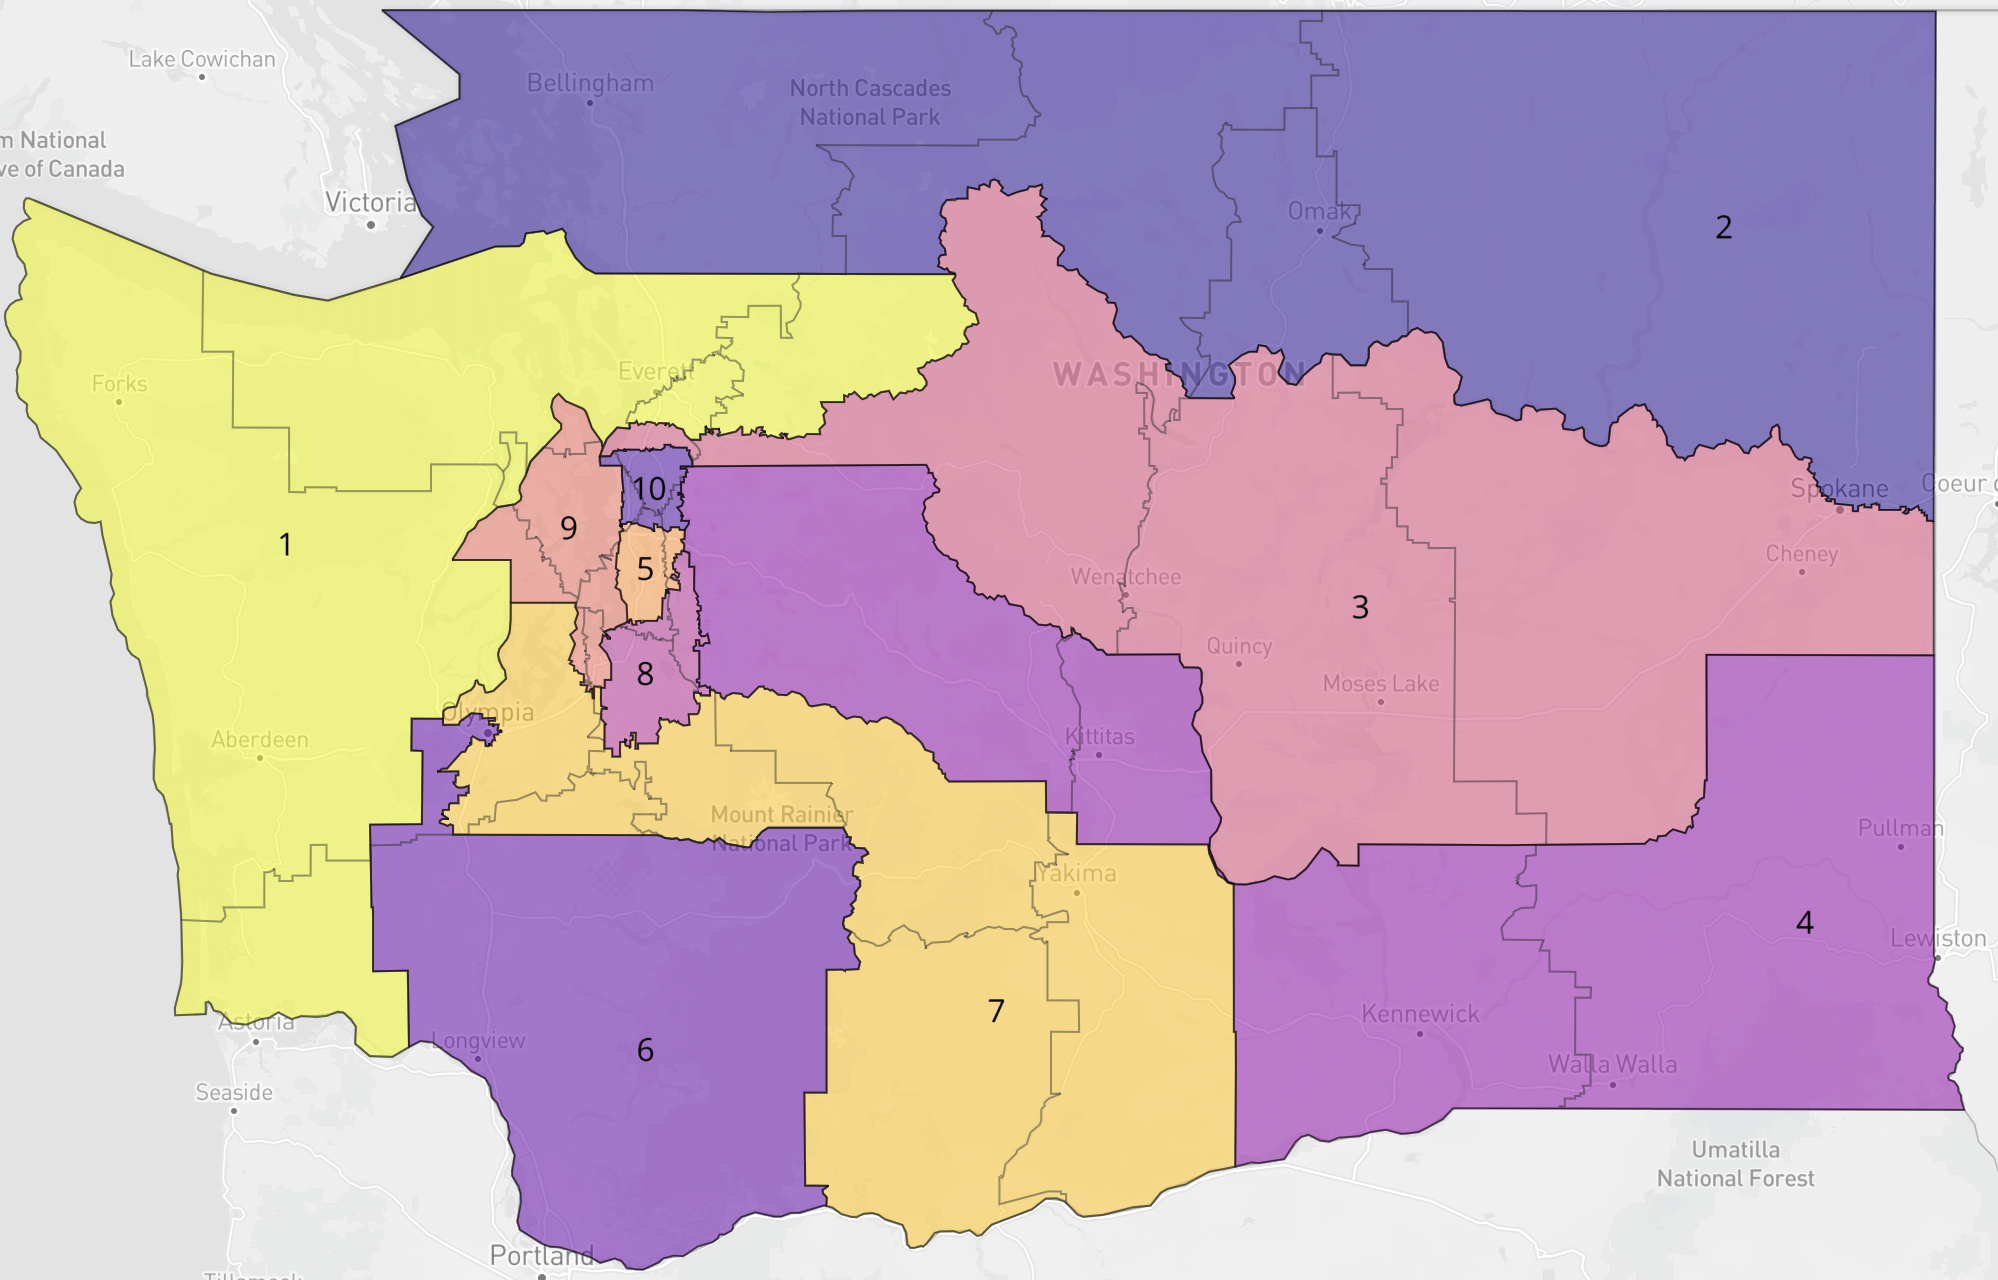 Lake Cowichan
Bellingham
North Cascades
National Park
m National
ve of Canada
Victoria
Omak
2
Everett
WASHINGTON
Forks
10
Spokane
Coeur d
9
1
5
Cheney
Wenatchee
3
Quincy
8
Moses Lake
Olympia
Aberdeen
Kittitas
Mount Rainier
National Park
Pullman
Yakima
4
Lewiston
7
Kennewick
Astoria
Longview
6
Walla Walla
Seaside
Umatilla
National Forest
Portland
Tillamook